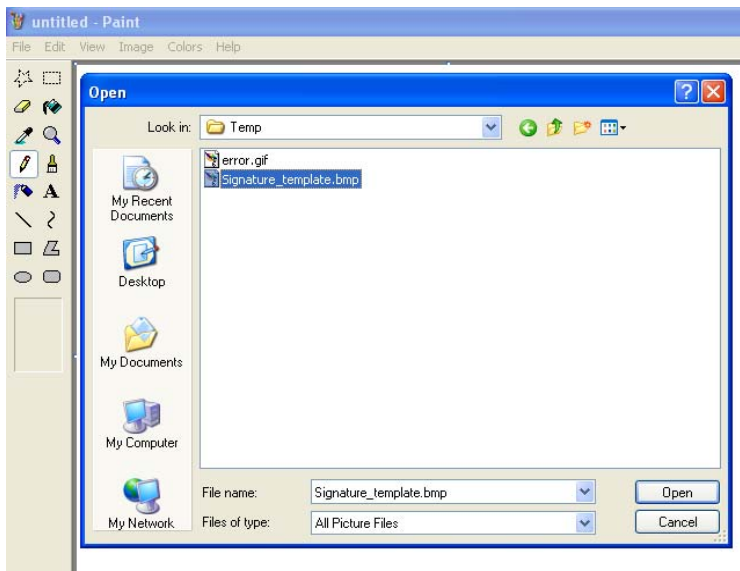 untitled - Paint
File Edit View Image Colors Help
Open
Look in: Temp
error.gif
Signature_template.bmp
My Recent
Documents
Desktop
My Documents
My Computer
My Network
File name: Signature_template.bmp
Open
Files of type: All Picture Files
Cancel
A